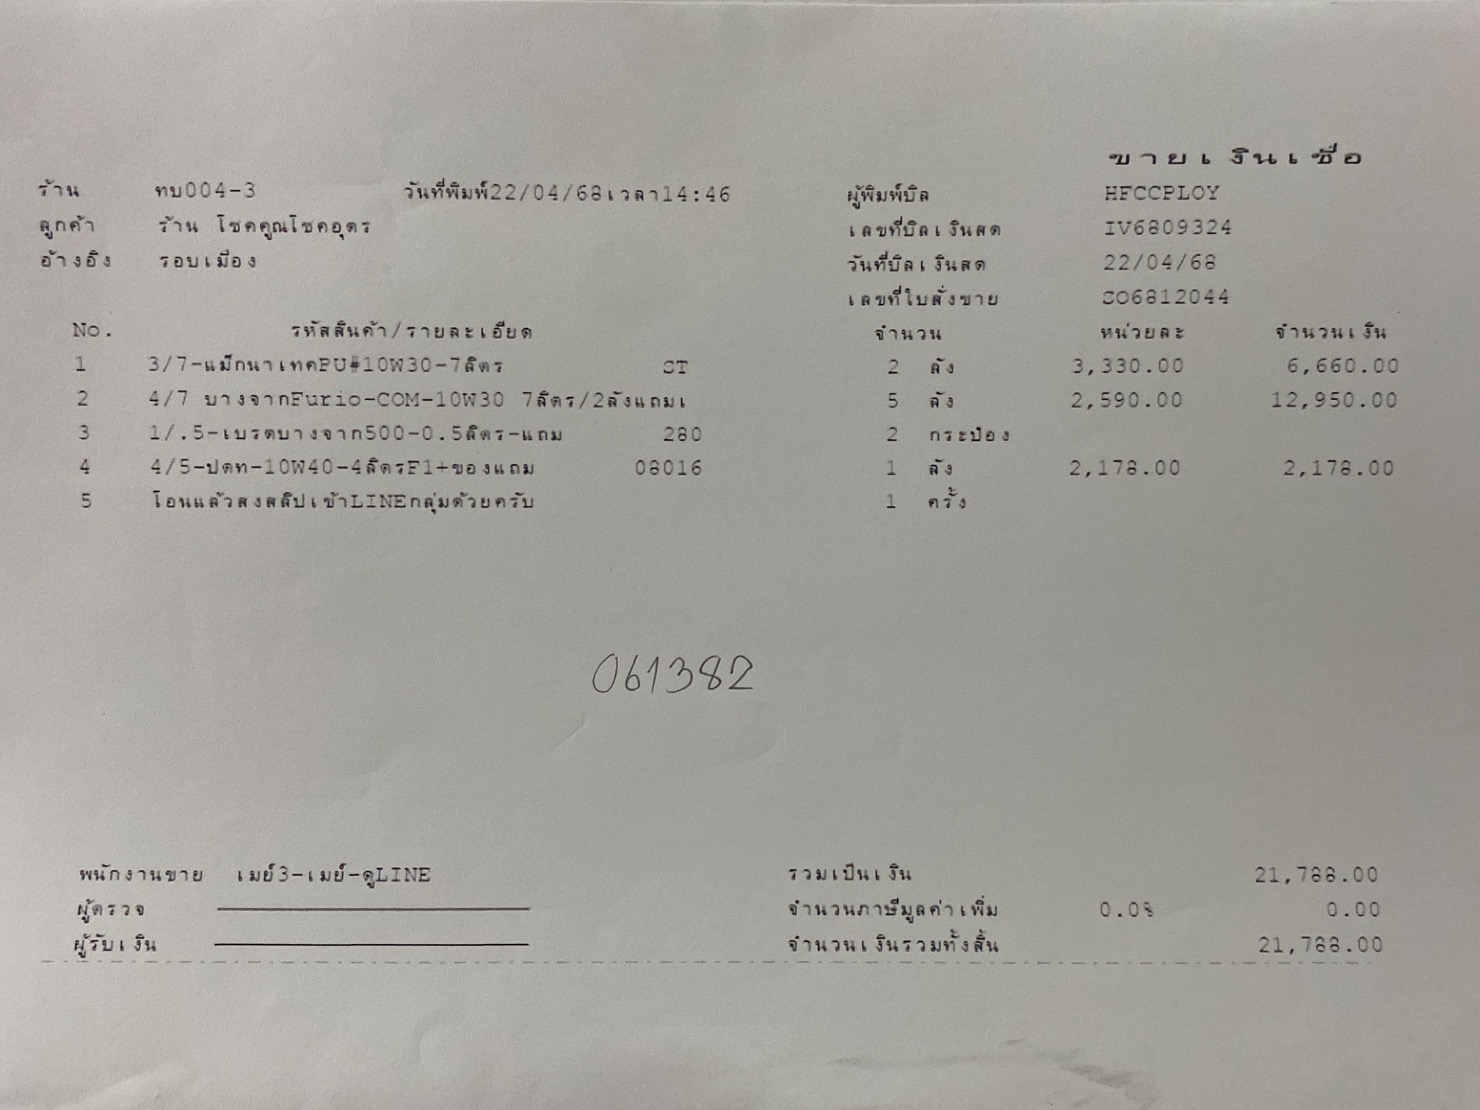 ขายเงินเชื่อ
ร้าน ทบ004-3 วันที่พิมพ์22/04/68เวลา14:46 ผู้พิมพ์บิล HFCCPLOY
ลูกค้า ร้าน โชคคูณโชคอุดร เลขที่บิลเงินสด IV6809324
อ้างอิง รอบเมือง วันที่บิลเงินสด 22/04/68
เลขที่ใบสั่งขาย SO6812044
No. รหัสสินค้า/รายละเอียด จำนวน หน่วยละ จำนวนเงิน
1 3/7-แม็กนาเทคPU#10W30-7ลิตร ST 2 ลัง 3,330.00 6,660.00
2 4/7 บางจากFurio-COM-10W30 7ลิตร/2ลังแถมเ 5 ลัง 2,590.00 12,950.00
3 1/.5-เบรคบางจาก500-0.5ลิตร-แถม 280 2 กระป๋อง
4 4/5-ปตท-10W40-4ลิตรF1+ของแถม 08016 1 ลัง 2,178.00 2,178.00
5 โอนแล้วส่งสลิปเข้าLINEกลุ่มด้วยครับ 1 ครั้ง
061382
พนักงานขาย เมย์3-เมย์-ดูLINE รวมเป็นเงิน 21,788.00
ผู้ตรวจ จำนวนภาษีมูลค่าเพิ่ม 0.0% 0.00
ผู้รับเงิน จำนวนเงินรวมทั้งสิ้น 21,788.00